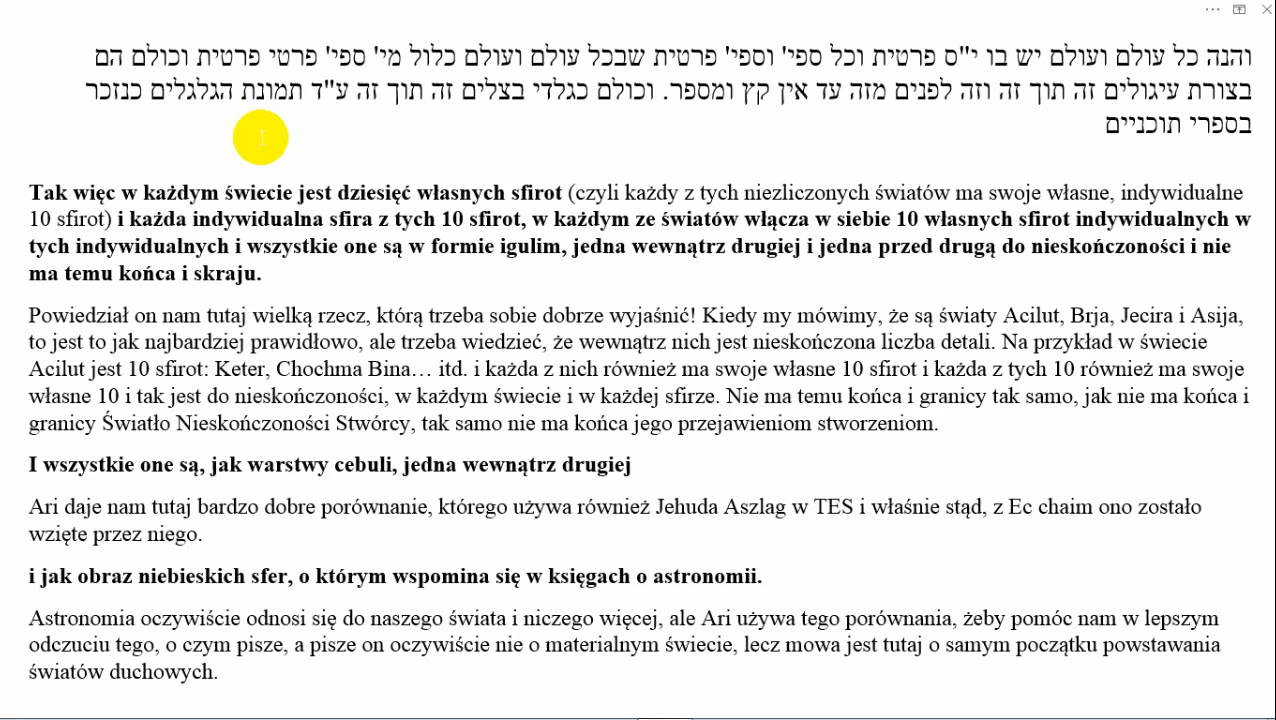 והנה כל עולם ועולם יש בו י"ס פרטית וכל ספי' וספי' פרטית שבכל עולם ועולם כלול מי' ספי' פרטי פרטית וכולם הם
בצורת עיגולים זה תוך זה וזה לפנים מזה עד אין קץ ומספר. וכולם כגלדי בצלים זה תוך זה ע"ד תמונת הגלגלים כנזכר
בספרי תוכניים
Tak więc w każdym świecie jest dziesięć własnych sfirot (czyli każdy z tych niezliczonych światów ma swoje własne, indywidualne
10 sfirot) i każda indywidualna sfira z tych 10 sfirot, w każdym ze światów włącza w siebie 10 własnych sfirot indywidualnych w
tych indywidualnych i wszystkie one są w formie igulim, jedna wewnątrz drugiej i jedna przed drugą do nieskończoności i nie
ma temu końca i skraju.
Powiedział on nam tutaj wielką rzecz, którą trzeba sobie dobrze wyjaśnić! Kiedy my mówimy, że są światy Acilut, Brja, Jecira i Asija,
to jest to jak najbardziej prawidłowo, ale trzeba wiedzieć, że wewnątrz nich jest nieskończona liczba detali. Na przykład w świecie
Acilut jest 10 sfirot: Keter, Chochma Bina… itd. i każda z nich również ma swoje własne 10 sfirot i każda z tych 10 również ma swoje
własne 10 i tak jest do nieskończoności, w każdym świecie i w każdej sfirze. Nie ma temu końca i granicy tak samo, jak nie ma końca i
granicy Światło Nieskończoności Stwórcy, tak samo nie ma końca jego przejawieniom stworzeniom.
I wszystkie one są, jak warstwy cebuli, jedna wewnątrz drugiej
Ari daje nam tutaj bardzo dobre porównanie, którego używa również Jehuda Aszlag w TES i właśnie stąd, z Ec chaim ono zostało
wzięte przez niego.
i jak obraz niebieskich sfer, o którym wspomina się w księgach o astronomii.
Astronomia oczywiście odnosi się do naszego świata i niczego więcej, ale Ari używa tego porównania, żeby pomóc nam w lepszym
odczuciu tego, o czym pisze, a pisze on oczywiście nie o materialnym świecie, lecz mowa jest tutaj o samym początku powstawania
światów duchowych.